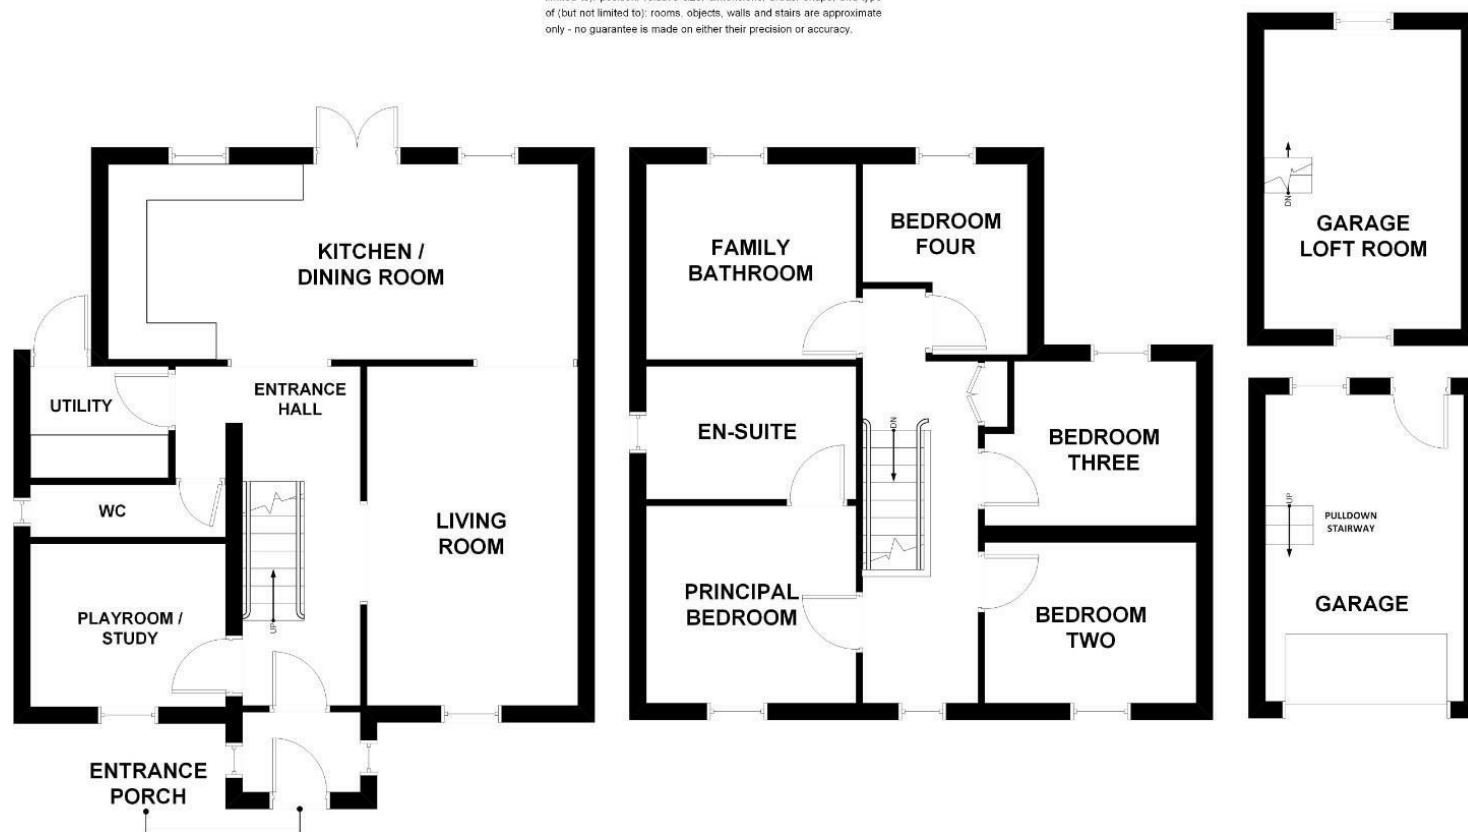 of (but not limited to): rooms, objects, walls and stairs are approximate
only - no guarantee is made on either their precision or accuracy.
KITCHEN /
DINING ROOM
UTILITY
ENTRANCE
HALL
WC
LIVING
ROOM
PLAYROOM /
STUDY
UP
ENTRANCE
PORCH
FAMILY
BATHROOM
BEDROOM
FOUR
EN-SUITE
DN
BEDROOM
THREE
PRINCIPAL
BEDROOM
BEDROOM
TWO
GARAGE
LOFT ROOM
DN
UP
PULLDOWN
STAIRWAY
GARAGE